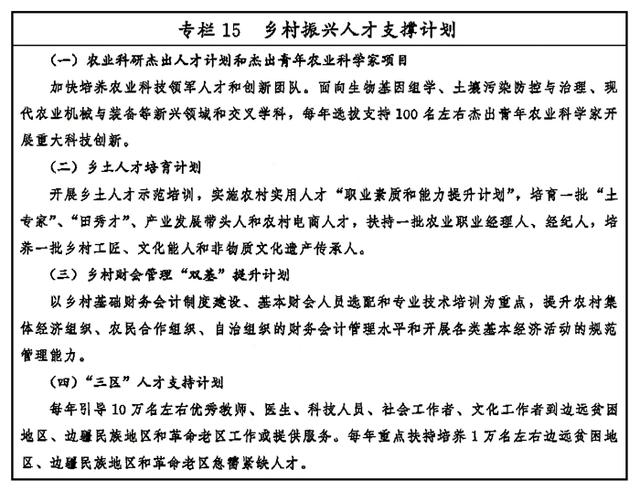 专栏 15 乡村振兴人才支撑计划
（一）农业科研杰出人才计划和杰出青年农业科学家项目
加快培养农业科技领军人才和创新团队。面向生物基因组学、土壤污染防控与治理、现
代农业机械与装备等新兴领域和交叉学科，每年选拔支持 100 名左右杰出青年农业科学家开
展重大科技创新。
（二）乡土人才培育计划
开展乡土人才示范培训，实施农村实用人才“职业素质和能力提升计划”，培育一批“土
专家”、“田秀才”、产业发展带头人和农村电商人才，扶持一批农业职业经理人、经纪人，培
养一批乡村工匠、文化能人和非物质文化遗产传承人。
（三）乡村财会管理“双基”提升计划
以乡村基础财务会计制度建设、基本财会人员选配和专业技术培训为重点，提升农村集
体经济组织、农民合作组织、自治组织的财务会计管理水平和开展各类基本经济活动的规范
管理能力。
（四）“三区”人才支持计划
每年引导 10 万名左右优秀教师、医生、科技人员、社会工作者、文化工作者到边远贫困
地区、边疆民族地区和革命老区工作或提供服务。每年重点扶持培养 1 万名左右边远贫困地
区、边疆民族地区和革命老区急需紧缺人才。